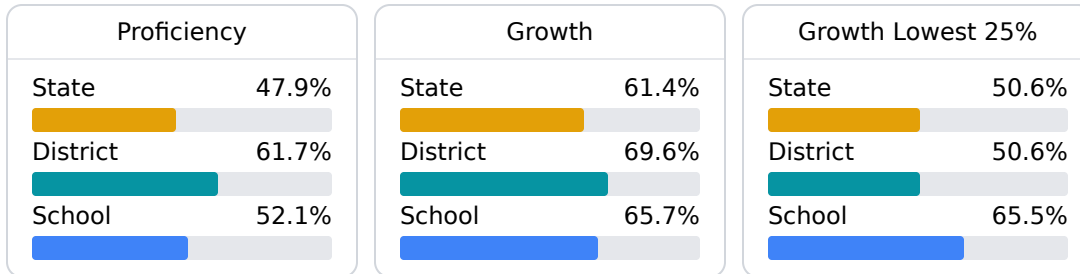 Proficiency
State 47.9%
District 61.7%
School 52.1%
Growth
State 61.4%
District 69.6%
School 65.7%
Growth Lowest 25%
State 50.6%
District 50.6%
School 65.5%